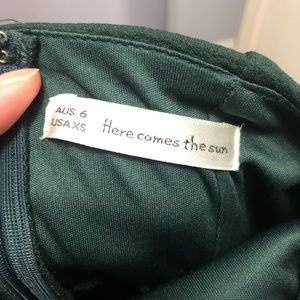 AUS 6
USA XS
Here comes the sun